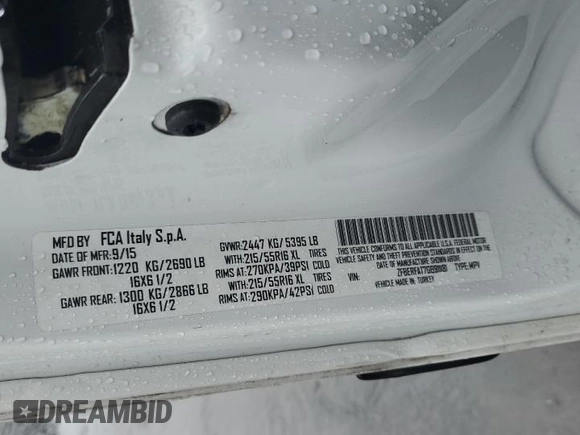 MFD BY FCA Italy S.p.A.
DATE OF MFR:9/15
GAWR FRONT:1220 KG/2690 LB
16X6 1/2
GAWR REAR: 1300 KG/2866 LB
16X6 1/2
GVWR:2447 KG/ 5395 LB
WITH:215/55R16 XL TIRES
RIMS AT:270KPA/39PSI COLD
WITH:215/55R16 XL TIRES
RIMS AT:290KPA/42PSI COLD
THIS VEHICLE CONFORMS TO ALL APPLICABLE U.S.A. FEDERAL MOTOR
VEHICLE SAFETY STANDARDS IN EFFECT ON THE
DATE OF MANUFACTURE SHOWN ABOVE.
VIN: TYPE: MPV
VEHICLE MADE IN: TURKEY
DREAMBID